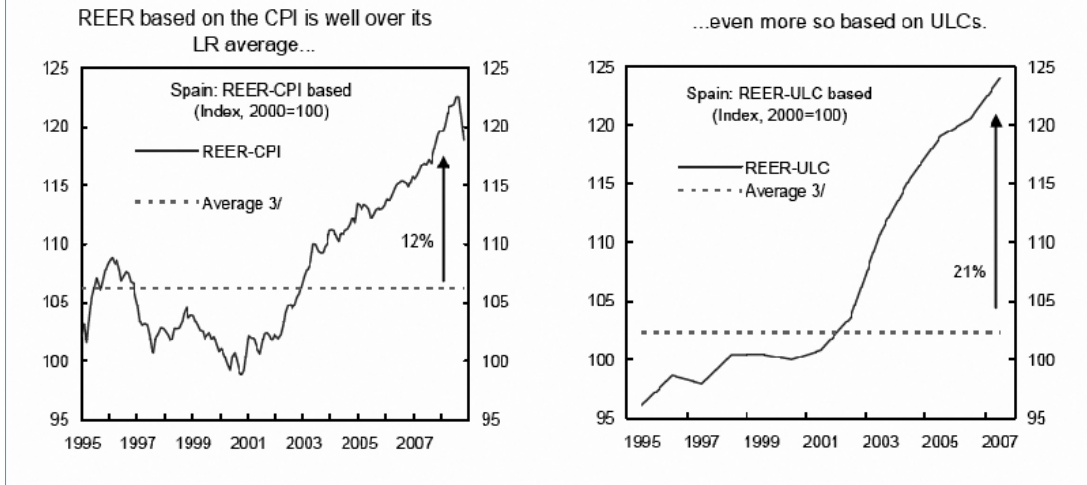 REER based on the CPI is well over its
LR average...
125
125
Spain: REER-CPI based
(Index, 2000=100)
120
120
REER-CPI
115
115
Average 3/
12%
110
110
105
105
100
100
95
95
1995 1997 1999 2001 2003 2005 2007
...even more so based on ULCs.
125
125
Spain: REER-ULC based
(Index, 2000=100)
120
120
REER-ULC
115
115
Average 3/
110
110
21%
105
105
100
100
95
95
1995 1997 1999 2001 2003 2005 2007